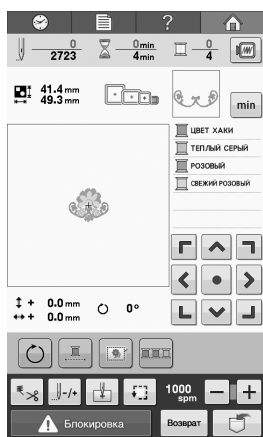 ?
0 0min 0
2723 4min 4
41.4 mm
49.3 mm
min
ЦВЕТ ХАКИ
ТЕПЛЫЙ СЕРЫЙ
РОЗОВЫЙ
СВЕЖИЙ РОЗОВЫЙ
+ 0.0 mm 0°
+ 0.0 mm
-/+ 1000 - +
spm
Блокировка Возврат